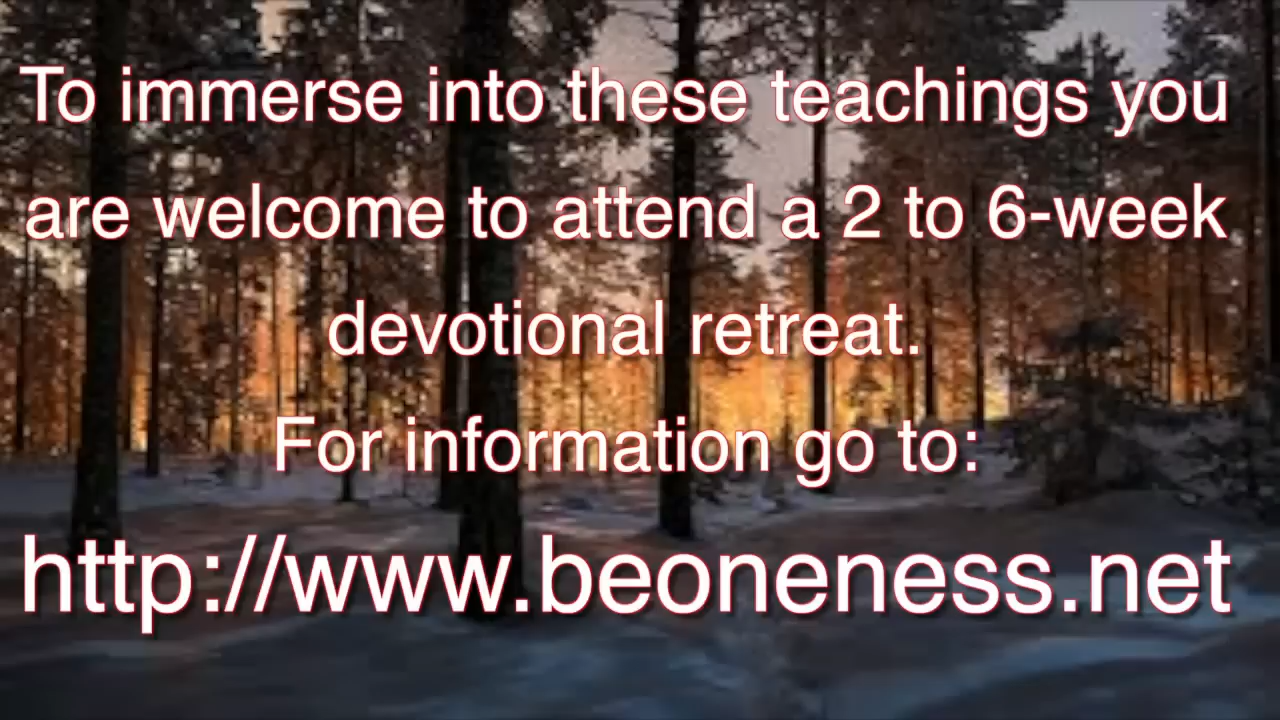 To immerse into these teachings you
are welcome to attend a 2 to 6-week
devotional retreat.
For information go to:
http://www.beoneness.net